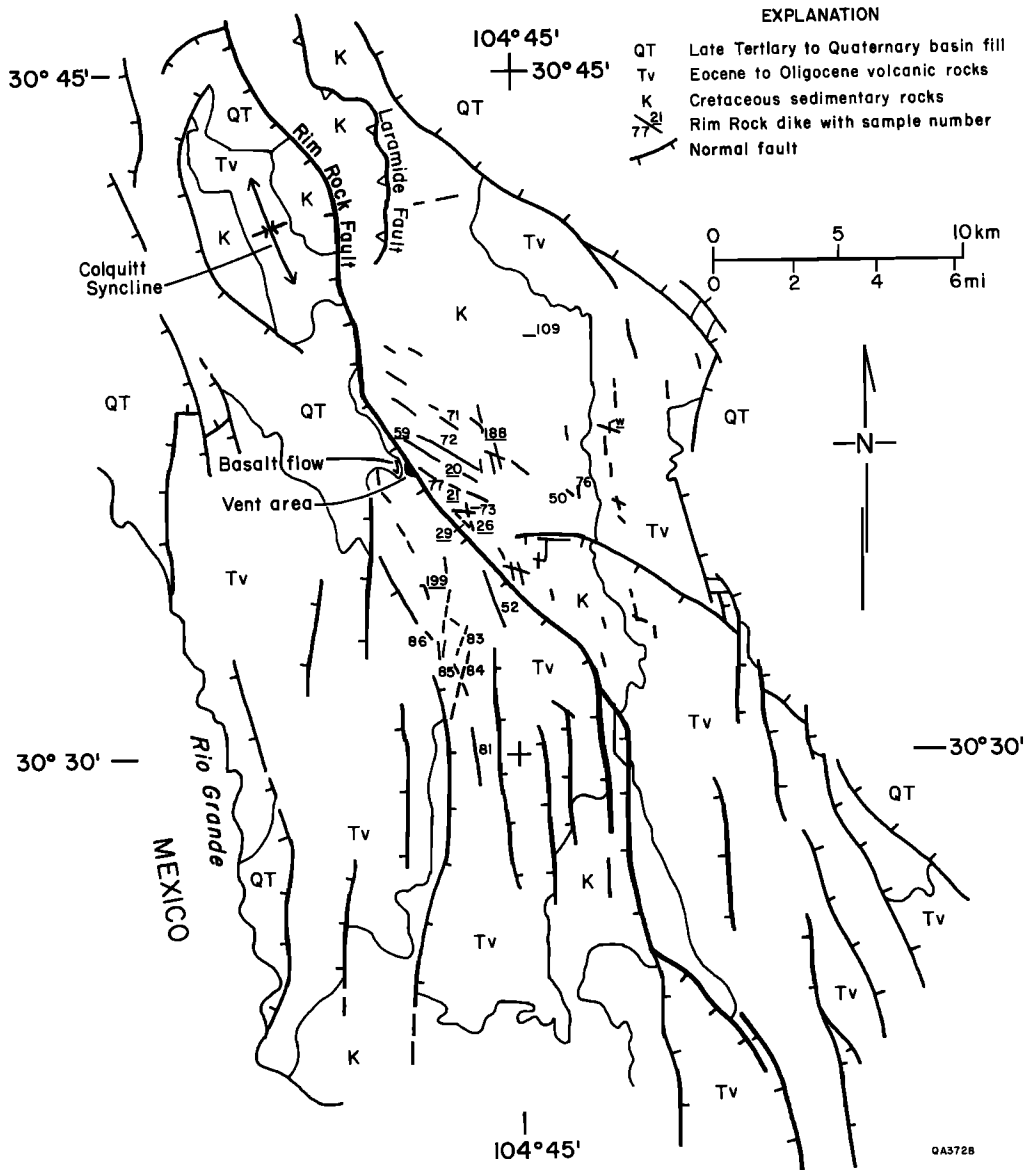 EXPLANATION
QT Late Tertiary to Quaternary basin fill
Tv Eocene to Oligocene volcanic rocks
K Cretaceous sedimentary rocks
77 21 Rim Rock dike with sample number
Normal fault
104°45'
30°45'
30°45'
K
QT
QT
K
Laramide Fault
Rim Rock Fault
Tv
K
K
Tv
0 5 10 km
0 2 4 6 mi
Colquitt
Syncline
K
109
QT
QT
QT
71
59
72
188
w
N
Basalt flow
20
77
76
Vent area
21
50
73
29
26
Tv
Tv
199
52
K
86
83
85
84
Tv
Tv
81
30°30'
30°30'
Rio Grande
QT
Tv
MEXICO
QT
K
Tv
Tv
Tv
K
Tv
104°45'
QA3728